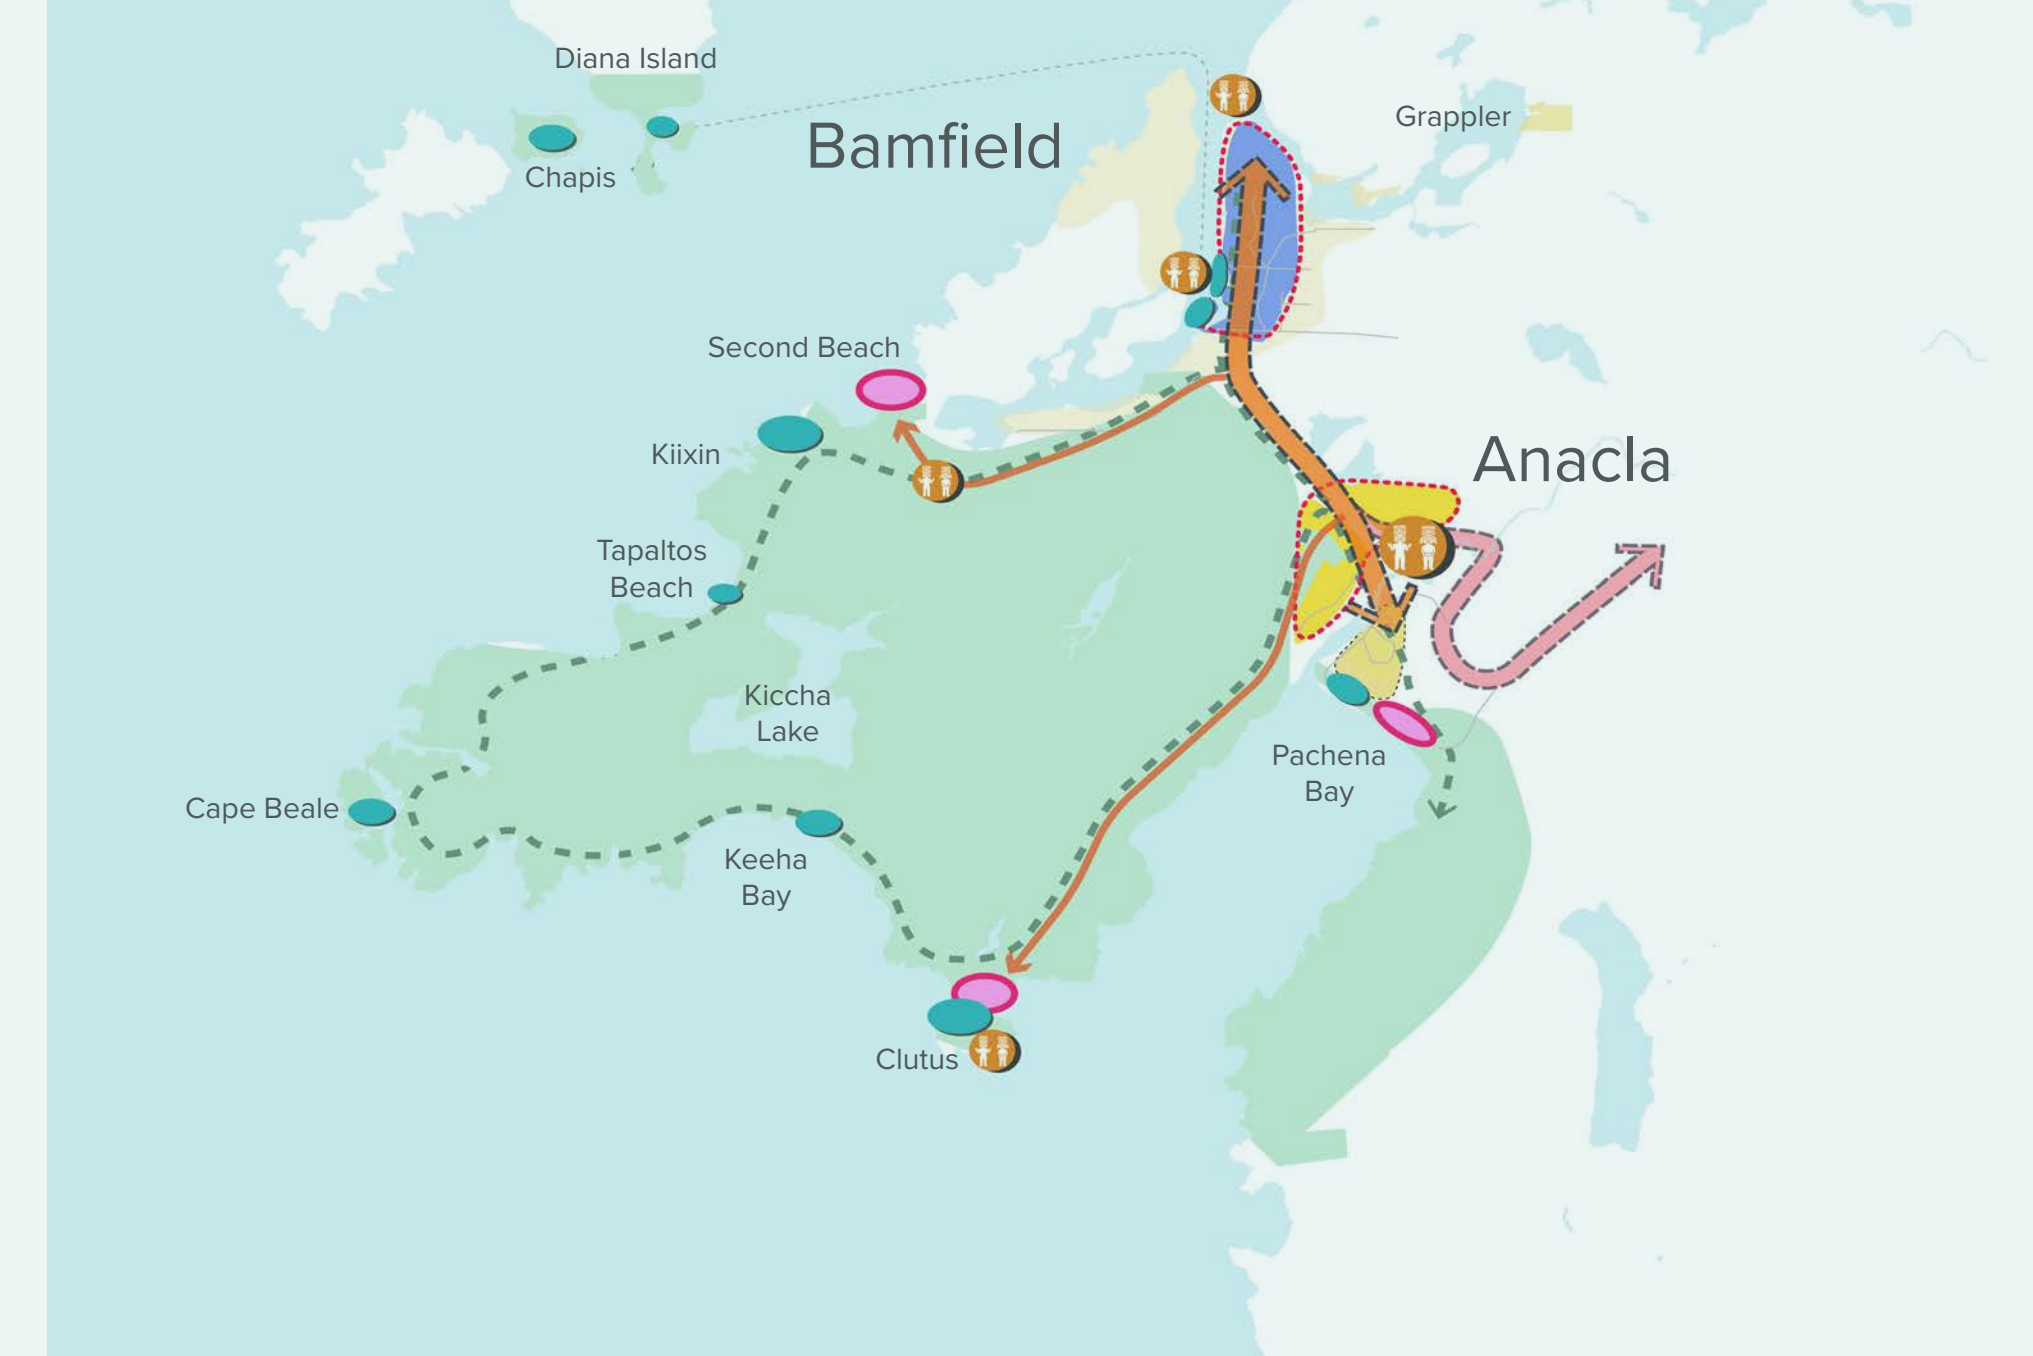 Diana Island
Grappler
Bamfield
Chapis
Second Beach
Kiixin
Anacla
Tapaltos
Beach
Kiccha
Lake
Pachena
Bay
Cape Beale
Keeha
Bay
Clutus